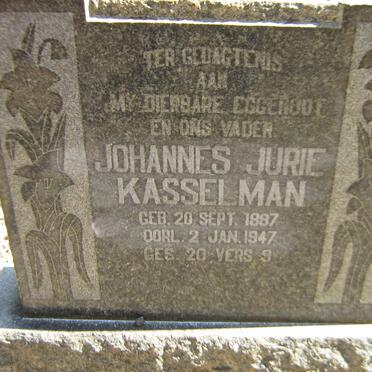 TER GEDAGTENIS
AAN
MY DIERBARE EGGENOOT
EN ONS VADER
JOHANNES JURIE
KASSELMAN
GEB. 20 SEPT. 1887
OORL. 2 JAN. 1947
GES. 20 VERS 9